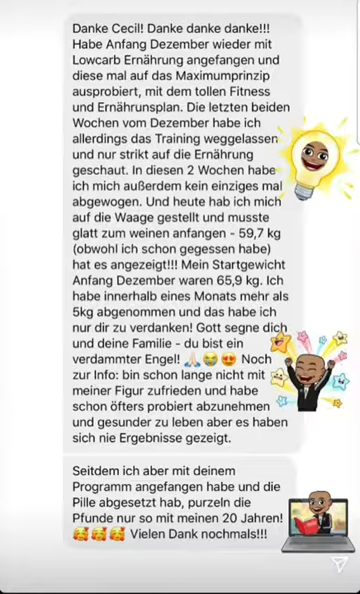 Danke Cecil! Danke danke danke!!!
Habe Anfang Dezember wieder mit
Lowcarb Ernährung angefangen und
diese mal auf das Maximumprinzip
ausprobiert, mit dem tollen Fitness
und Ernährunsplan. Die letzten beiden
Wochen vom Dezember habe ich
allerdings das Training weggelassen
und nur strikt auf die Ernährung
geschaut. In diesen 2 Wochen habe
ich mich außerdem kein einziges mal
abgewogen. Und heute hab ich mich
auf die Waage gestellt und musste
glatt zum weinen anfangen - 59,7 kg
(obwohl ich schon gegessen habe)
hat es angezeigt!!! Mein Startgewicht
Anfang Dezember waren 65,9 kg. Ich
habe innerhalb eines Monats mehr als
5kg abgenommen und das habe ich
nur dir zu verdanken! Gott segne dich
und deine Familie - du bist ein
verdammter Engel! 🙏🏻😭😍 Noch
zur Info: bin schon lange nicht mit
meiner Figur zufrieden und habe
schon öfters probiert abzunehmen
und gesunder zu leben aber es haben
sich nie Ergebnisse gezeigt.
Seitdem ich aber mit deinem
Programm angefangen habe und die
Pille abgesetzt hab, purzeln die
Pfunde nur so mit meinen 20 Jahren!
🥰🥰🥰 Vielen Dank nochmals!!!